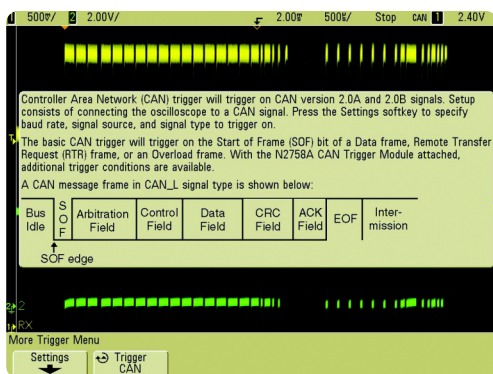 1 500▽/ 2 2.00V/ 2.00▽ 500▽/ Stop CAN 1 2.40V
Controller Area Network (CAN) trigger will trigger on CAN version 2.0A and 2.0B signals. Setup
consists of connecting the oscilloscope to a CAN signal. Press the Settings softkey to specify
baud rate, signal source, and signal type to trigger on.
The basic CAN trigger will trigger on the Start of Frame (SOF) bit of a Data frame, Remote Transfer
Request (RTR) frame, or an Overload frame. With the N2758A CAN Trigger Module attached,
additional trigger conditions are available.
A CAN message frame in CAN_L signal type is shown below:
Bus Idle
SOF
Arbitration Field
Control Field
Data Field
CRC Field
ACK Field
EOF
Inter-
mission
SOF edge
T
2 2
1 RX
More Trigger Menu
Settings
Trigger
CAN